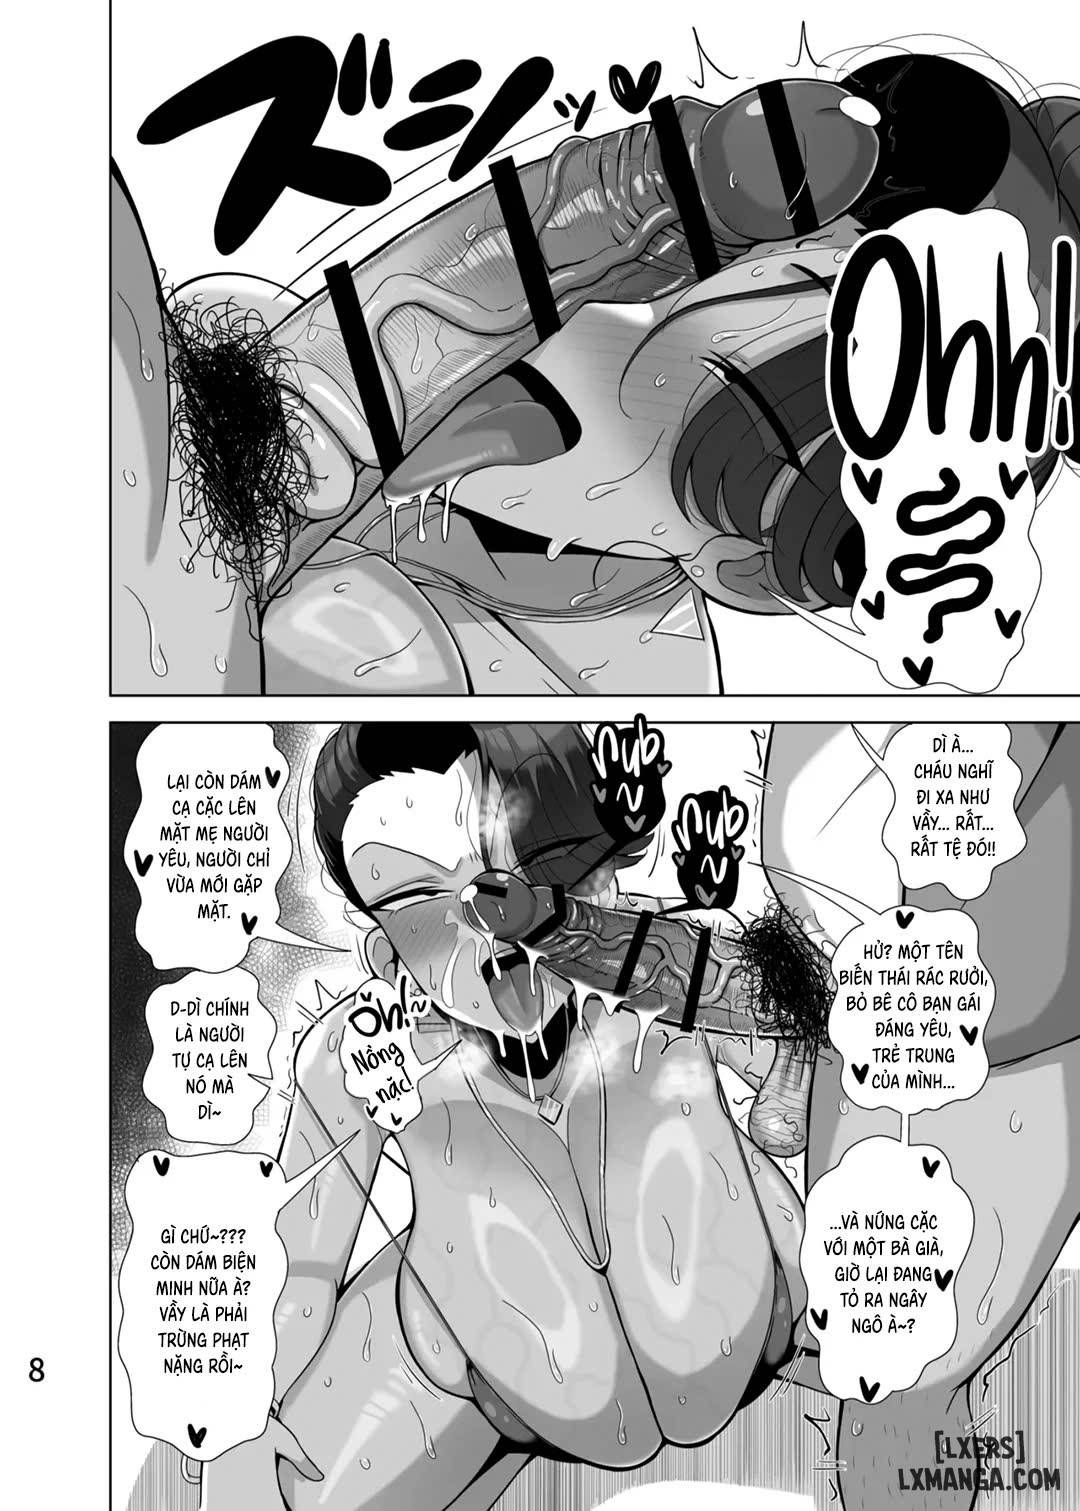 ズシッ
Ohh!
DÌ À...
CHÁU NGHĨ
ĐI XA NHƯ
VẦY... RẤT...
RẤT TỆ ĐÓ!!
HỬ? MỘT TÊN
BIẾN THÁI RÁC RƯỞI,
BỎ BÊ CÔ BẠN GÁI
ĐÁNG YÊU,
TRẺ TRUNG
CỦA MÌNH...
...VÀ NỨNG CẶC
VỚI MỘT BÀ GIÀ,
GIỜ LẠI ĐANG
TỎ RA NGÂY
NGÔ À~?
nub~
nub~
LẠI CÒN DÁM
CẠ CẶC LÊN
MẶT MẸ NGƯỜI
YÊU, NGƯỜI CHỈ
VỪA MỚI GẶP
MẶT.
Ôh!~
Nồng
nặc!
D-DÌ CHÍNH
LÀ NGƯỜI
TỰ CẠ LÊN
NÓ MÀ
DÌ~
GÌ CHỨ~???
CÒN DÁM BIỆN
MINH NỮA À?
VẦY LÀ PHẢI
TRỪNG PHẠT
NẶNG RỒI~
8
[LXERS]
LXMANGA.COM